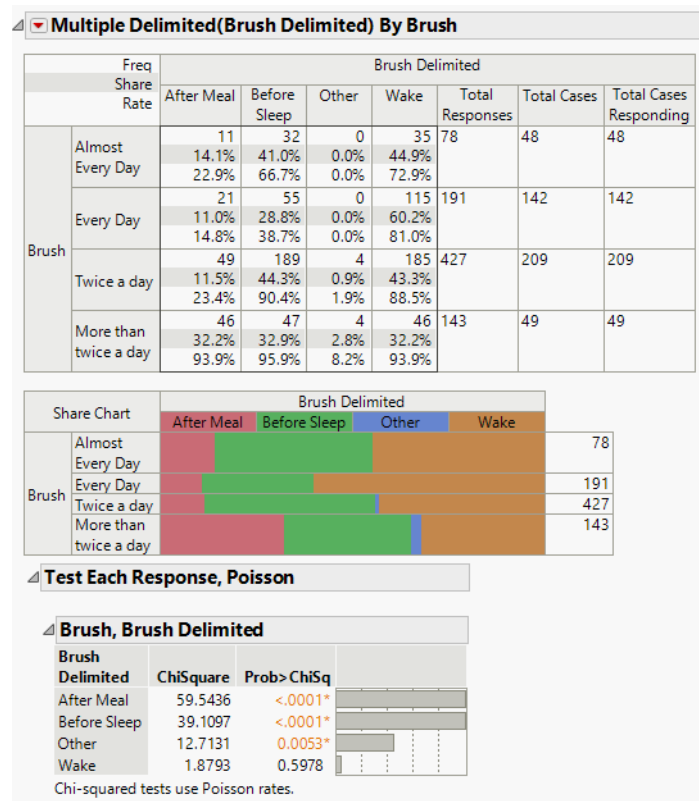 Multiple Delimited(Brush Delimited) By Brush
Freq
Share
Rate
Brush Delimited
After Meal Before Sleep Other Wake Total Responses Total Cases Total Cases Responding
Brush
Almost Every Day
11 32 0 35 78 48 48
14.1% 41.0% 0.0% 44.9%
22.9% 66.7% 0.0% 72.9%
Every Day
21 55 0 115 191 142 142
11.0% 28.8% 0.0% 60.2%
14.8% 38.7% 0.0% 81.0%
Twice a day
49 189 4 185 427 209 209
11.5% 44.3% 0.9% 43.3%
23.4% 90.4% 1.9% 88.5%
More than twice a day
46 47 4 46 143 49 49
32.2% 32.9% 2.8% 32.2%
93.9% 95.9% 8.2% 93.9%
Share Chart
Brush Delimited
After Meal Before Sleep Other Wake
Brush
Almost Every Day 78
Every Day 191
Twice a day 427
More than twice a day 143
Test Each Response, Poisson
Brush, Brush Delimited
Brush Delimited ChiSquare Prob>ChiSq
After Meal 59.5436 <.0001*
Before Sleep 39.1097 <.0001*
Other 12.7131 0.0053*
Wake 1.8793 0.5978
Chi-squared tests use Poisson rates.